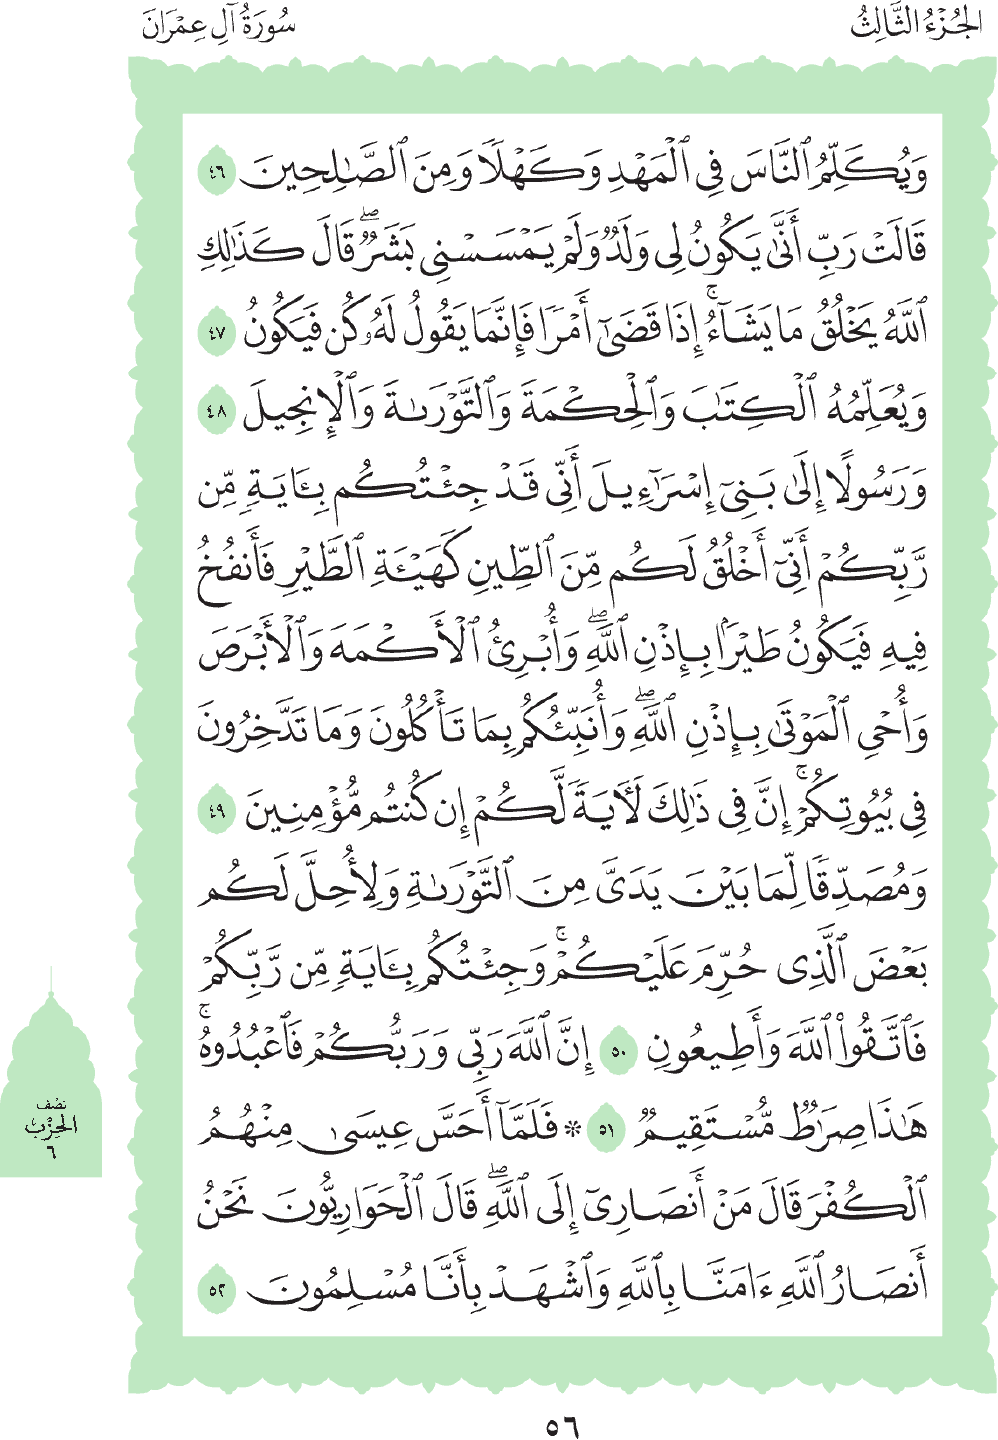 الجُزْءُ الثَّالِثُ
سُورَةُ آلِ عِمْرَانَ
وَيُكَلِّمُ ٱلنَّاسَ فِى ٱلْمَهْدِ وَكَهْلًا وَمِنَ ٱلصَّٰلِحِينَ ٤٦
قَالَتْ رَبِّ أَنَّىٰ يَكُونُ لِى وَلَدٌ وَلَمْ يَمْسَسْنِى بَشَرٌ ۖ قَالَ كَذَٰلِكِ
ٱللَّهُ يَخْلُقُ مَا يَشَآءُ ۚ إِذَا قَضَىٰٓ أَمْرًا فَإِنَّمَا يَقُولُ لَهُۥ كُن فَيَكُونُ ٤٧
وَيُعَلِّمُهُ ٱلْكِتَٰبَ وَٱلْحِكْمَةَ وَٱلتَّوْرَىٰةَ وَٱلْإِنجِيلَ ٤٨
وَرَسُولًا إِلَىٰ بَنِىٓ إِسْرَٰٓءِيلَ أَنِّى قَدْ جِئْتُكُم بِـَٔايَةٍ مِّن
رَّبِّكُمْ أَنِّىٓ أَخْلُقُ لَكُم مِّنَ ٱلطِّينِ كَهَيْـَٔةِ ٱلطَّيْرِ فَأَنفُخُ
فِيهِ فَيَكُونُ طَيْرًۢا بِإِذْنِ ٱللَّهِ ۖ وَأُبْرِئُ ٱلْأَكْمَهَ وَٱلْأَبْرَصَ
وَأُحْىِ ٱلْمَوْتَىٰ بِإِذْنِ ٱللَّهِ ۖ وَأُنَبِّئُكُم بِمَا تَأْكُلُونَ وَمَا تَدَّخِرُونَ
فِى بُيُوتِكُمْ ۚ إِنَّ فِى ذَٰلِكَ لَـَٔايَةً لَّكُمْ إِن كُنتُم مُّؤْمِنِينَ ٤٩
وَمُصَدِّقًا لِّمَا بَيْنَ يَدَىَّ مِنَ ٱلتَّوْرَىٰةِ وَلِأُحِلَّ لَكُم
بَعْضَ ٱلَّذِى حُرِّمَ عَلَيْكُمْ ۚ وَجِئْتُكُم بِـَٔايَةٍ مِّن رَّبِّكُمْ
فَٱتَّقُوا۟ ٱللَّهَ وَأَطِيعُونِ ٥٠ إِنَّ ٱللَّهَ رَبِّى وَرَبُّكُمْ فَٱعْبُدُوهُ ۚ
هَٰذَا صِرَٰطٌ مُّسْتَقِيمٌ ٥١ * فَلَمَّآ أَحَسَّ عِيسَىٰ مِنْهُمُ
ٱلْكُفْرَ قَالَ مَنْ أَنصَارِىٓ إِلَى ٱللَّهِ ۖ قَالَ ٱلْحَوَارِيُّونَ نَحْنُ
أَنصَارُ ٱللَّهِ ءَامَنَّا بِٱللَّهِ وَٱشْهَدْ بِأَنَّا مُسْلِمُونَ ٥٢
نصْف
الحِزْب
٦
٥٦